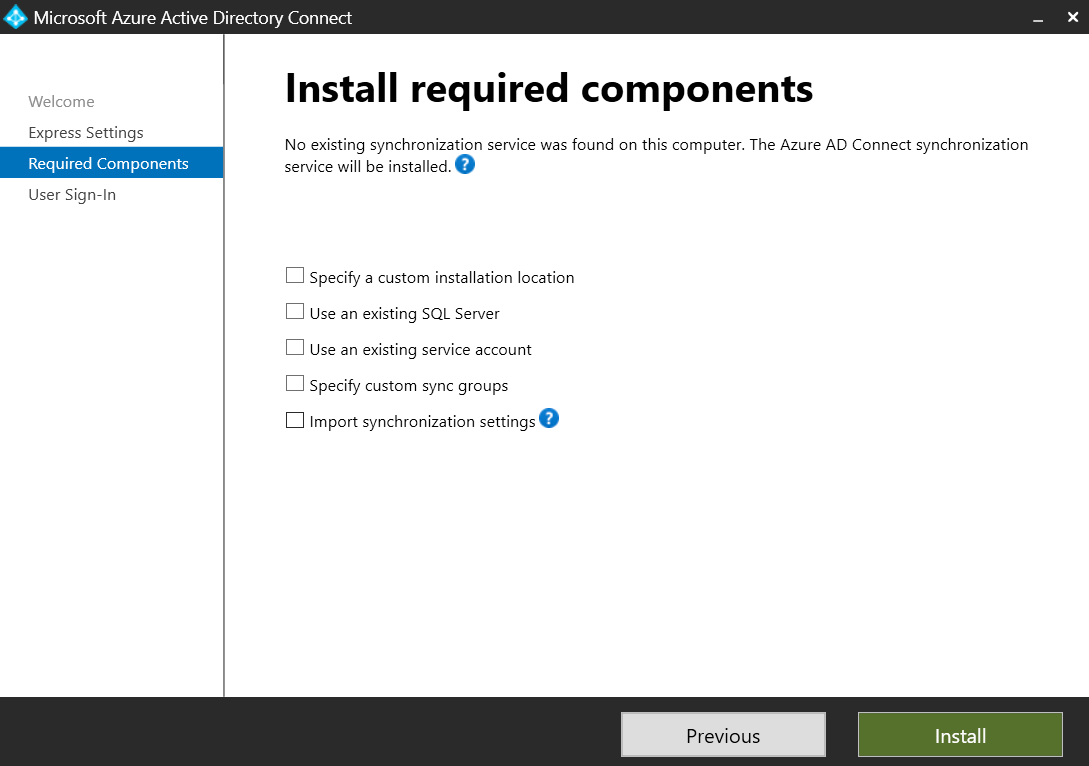 Microsoft Azure Active Directory Connect
Welcome
Express Settings
Required Components
User Sign-In
Install required components
No existing synchronization service was found on this computer. The Azure AD Connect synchronization
service will be installed. ?
Specify a custom installation location
Use an existing SQL Server
Use an existing service account
Specify custom sync groups
Import synchronization settings ?
Previous
Install